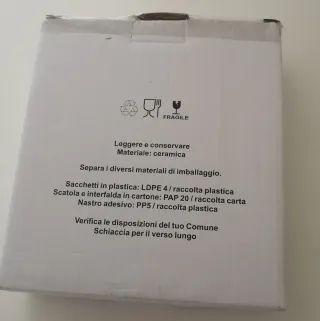 FRAGILE
Leggere e conservare
Materiale: ceramica
Separa i diversi materiali di imballaggio.
Sacchetti in plastica: LDPE 4 / raccolta plastica
Scatola e interfalda in cartone: PAP 20 / raccolta carta
Nastro adesivo: PP5 / raccolta plastica
Verifica le disposizioni del tuo Comune
Schiaccia per il verso lungo